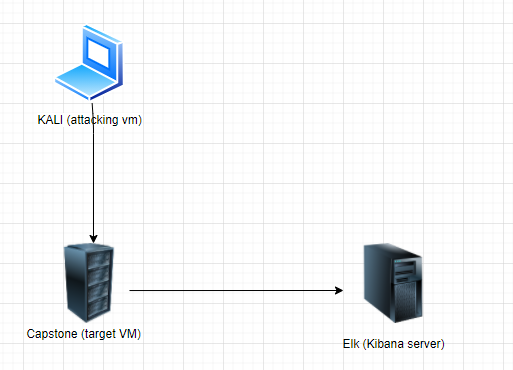 KALI (attacking vm)
Capstone (target VM)
Elk (Kibana server)